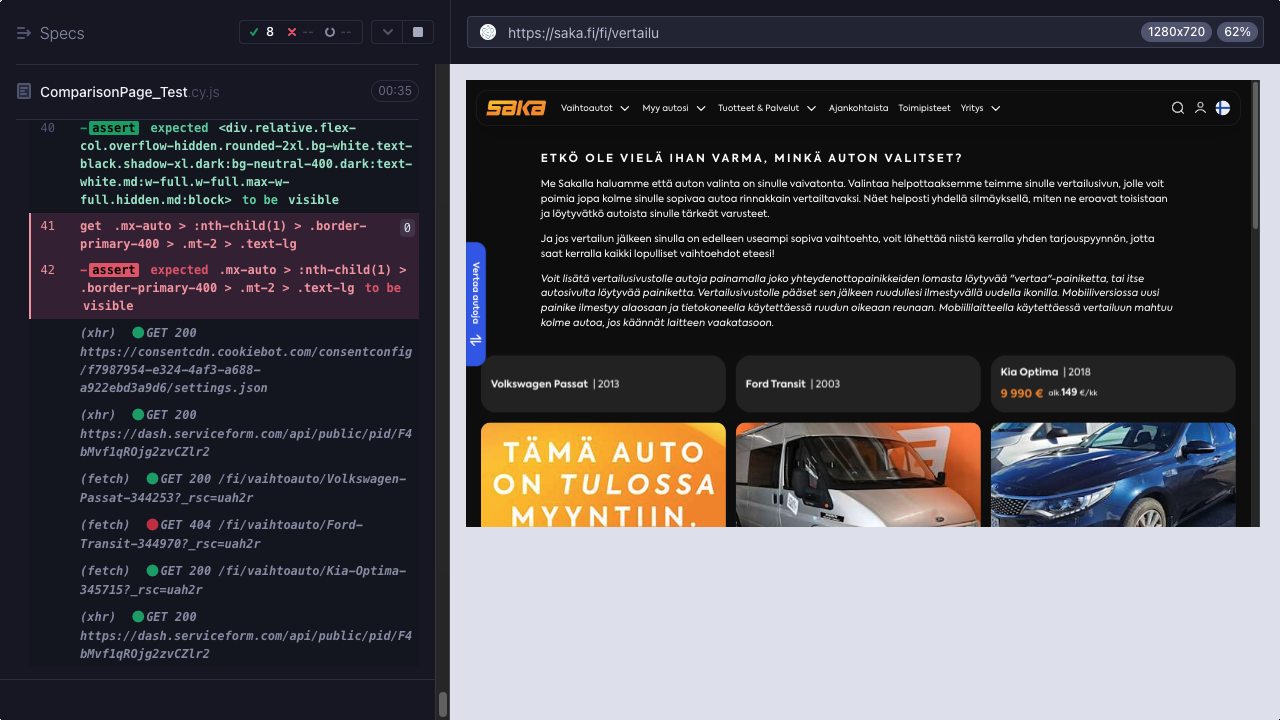 Specs
8
--
--
ComparisonPage_Test.cy.js
00:35
40 -assert expected <div.relative.flex-
col.overflow-hidden.rounded-2xl.bg-white.text-
black.shadow-xl.dark:bg-neutral-400.dark:text-
white.md:w-full.w-full.max-w-
full.hidden.md:block> to be visible
41 get .mx-auto > :nth-child(1) > .border-
primary-400 > .mt-2 > .text-lg
0
42 -assert expected .mx-auto > :nth-child(1) >
.border-primary-400 > .mt-2 > .text-lg to be
visible
(xhr) GET 200
https://consentcdn.cookiebot.com/consentconfig
/f7987954-e324-4af3-a688-
a922ebd3a9d6/settings.json
(xhr) GET 200
https://dash.serviceform.com/api/public/pid/F4
bMvf1qROjg2zvCZlr2
(fetch) GET 200 /fi/vaihtoauto/Volkswagen-
Passat-344253?_rsc=uah2r
(fetch) GET 404 /fi/vaihtoauto/Ford-
Transit-344970?_rsc=uah2r
(fetch) GET 200 /fi/vaihtoauto/Kia-Optima-
345715?_rsc=uah2r
(xhr) GET 200
https://dash.serviceform.com/api/public/pid/F4
bMvf1qROjg2zvCZlr2
https://saka.fi/fi/vertailu
1280x720
62%
saka
Vaihtoautot
Myy autosi
Tuotteet & Palvelut
Ajankohtaista
Toimipisteet
Yritys
ETKÖ OLE VIELÄ IHAN VARMA, MINKÄ AUTON VALITSET?
Me Sakalla haluamme että auton valinta on sinulle vaivatonta. Valintaa helpottaaksemme teimme sinulle vertailusivun, jolle voit
poimia jopa kolme sinulle sopivaa autoa rinnakkain vertailtavaksi. Näet helposti yhdellä silmäyksellä, miten ne eroavat toisistaan
ja löytyvätkö autoista sinulle tärkeät varusteet.
Ja jos vertailun jälkeen sinulla on edelleen useampi sopiva vaihtoehto, voit lähettää niistä kerralla yhden tarjouspyynnön, jotta
saat kerralla kaikki lopulliset vaihtoehdot eteesi!
Voit lisätä vertailusivustolle autoja painamalla joko yhteydenottopainikkeiden lomasta löytyvää "vertaa"-painiketta, tai itse
autosivulta löytyvää painiketta. Vertailusivustolle pääset sen jälkeen ruudullesi ilmestyvällä uudella ikonilla. Mobiiliversiossa uusi
painike ilmestyy alaosaan ja tietokoneella käytettäessä ruudun oikeaan reunaan. Mobiililaitteella käytettäessä vertailuun mahtuu
kolme autoa, jos käännät laitteen vaakatasoon.
Vertaa autoja
Volkswagen Passat | 2013
Ford Transit | 2003
Kia Optima | 2018
9 990 € alk.149 €/kk
TÄMÄ AUTO
ON TULOSSA
MYYNTIIN.